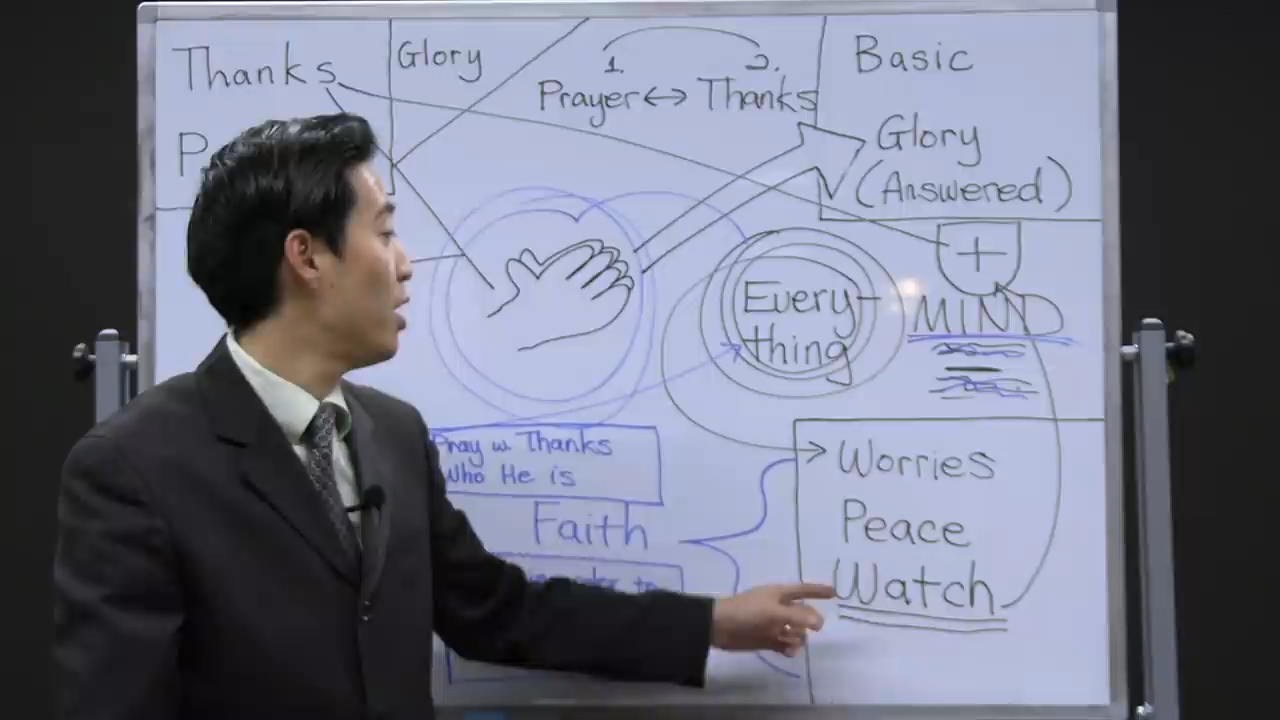 Thanks
Glory
1. 2.
Prayer ↔ Thanks
Basic
Glory
(Answered)
Every-
thing
MIND
Pray w. Thanks
Who He is
Faith
Worries
Peace
Watch